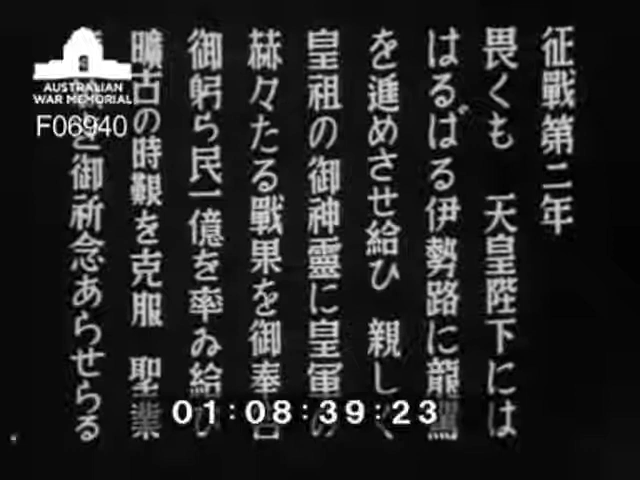 征戰第二年
畏くも 天皇陛下には
はるばる伊勢路に龍駕
を進めさせ給ひ 親しく
皇祖の御神靈に皇軍の
赫々たる戰果を御奉告
御躬ら民一億を率ゐ給ひ
曠古の時艱を克服 聖業
を御祈念あらせらる
AUSTRALIAN
WAR MEMORIAL
F06940
01:08:39:23